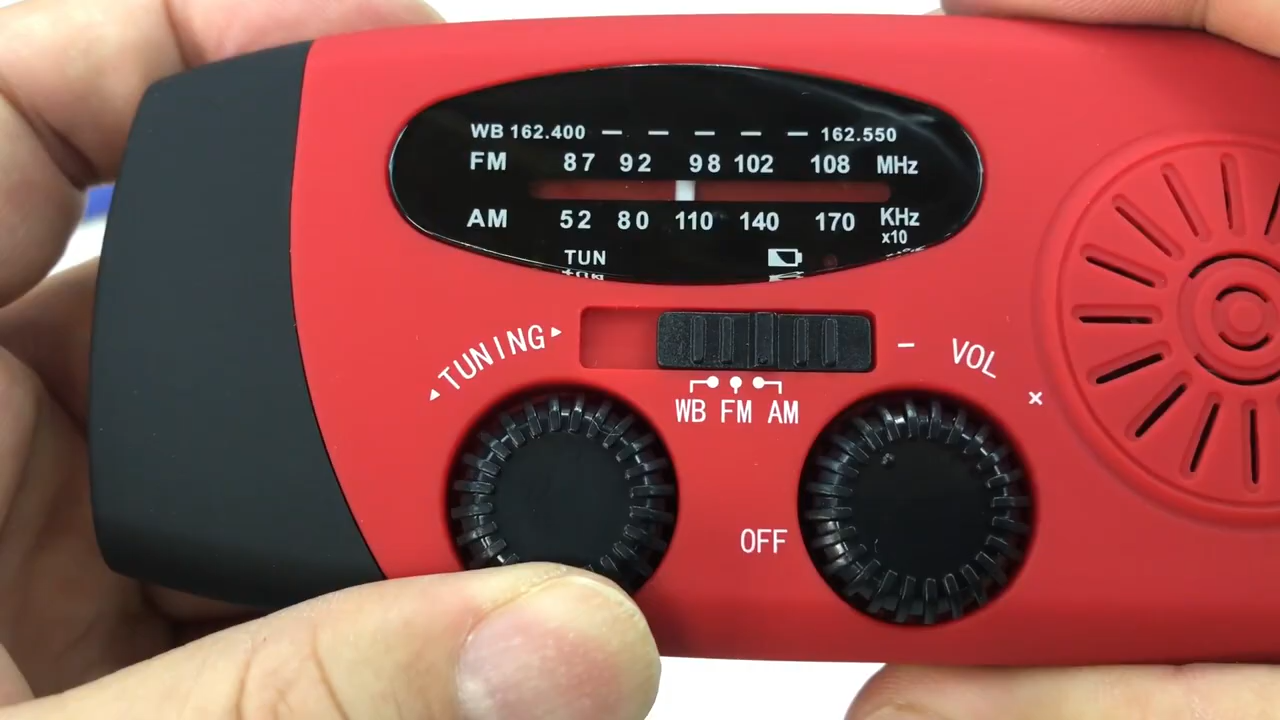 WB 162.400 — — — — — 162.550
FM 87 92 98 102 108 MHz
AM 52 80 110 140 170 KHz
x10
TUN
◂TUNING▸
– VOL +
WB FM AM
OFF